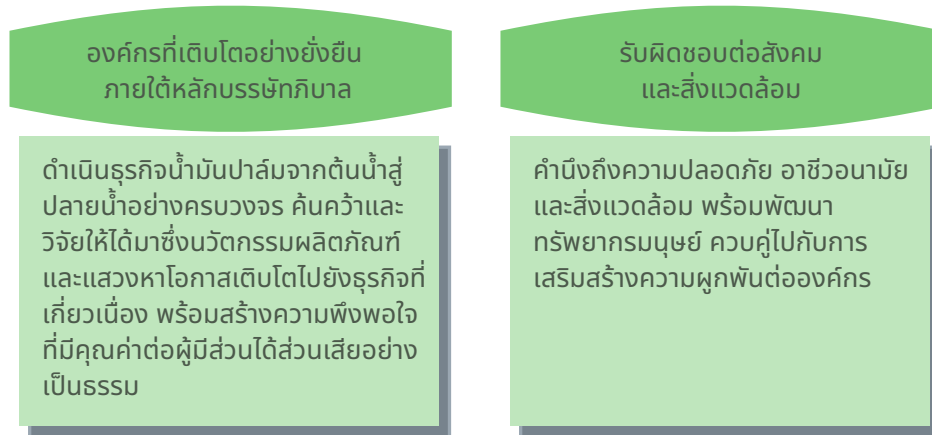 องค์กรที่เติบโตอย่างยั่งยืน
ภายใต้หลักบรรษัทภิบาล
ดำเนินธุรกิจน้ำมันปาล์มจากต้นน้ำสู่
ปลายน้ำอย่างครบวงจร ค้นคว้าและ
วิจัยให้ได้มาซึ่งนวัตกรรมผลิตภัณฑ์
และแสวงหาโอกาสเติบโตไปยังธุรกิจที่
เกี่ยวเนื่อง พร้อมสร้างความพึงพอใจ
ที่มีคุณค่าต่อผู้มีส่วนได้ส่วนเสียอย่าง
เป็นธรรม
รับผิดชอบต่อสังคม
และสิ่งแวดล้อม
คำนึงถึงความปลอดภัย อาชีวอนามัย
และสิ่งแวดล้อม พร้อมพัฒนา
ทรัพยากรมนุษย์ ควบคู่ไปกับการ
เสริมสร้างความผูกพันต่อองค์กร